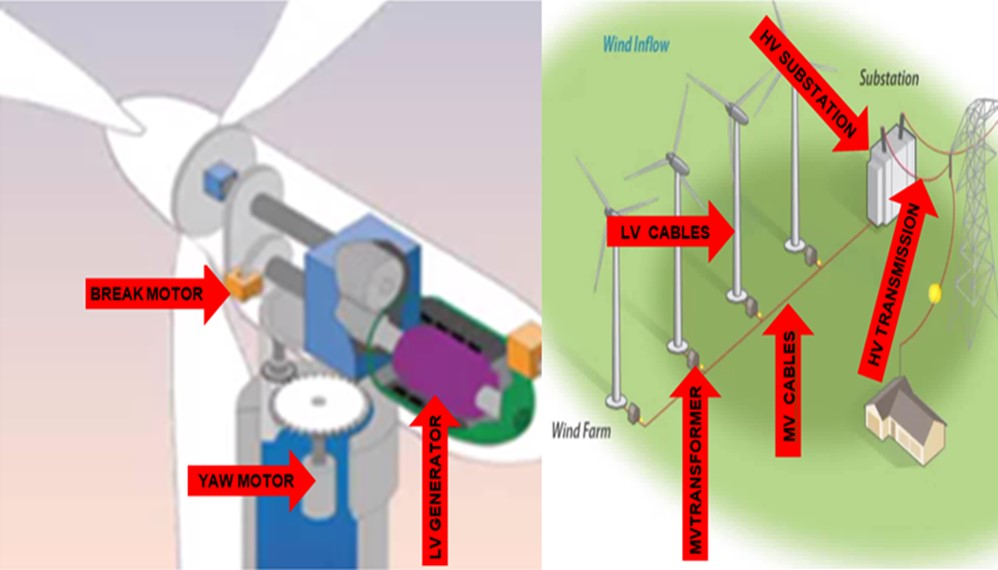 BREAK MOTOR
YAW MOTOR
LV GENERATOR
Wind Inflow
HV SUBSTATION
Substation
LV CABLES
HV TRANSMISSION
MV CABLES
MVTRANSFORMER
Wind Farm